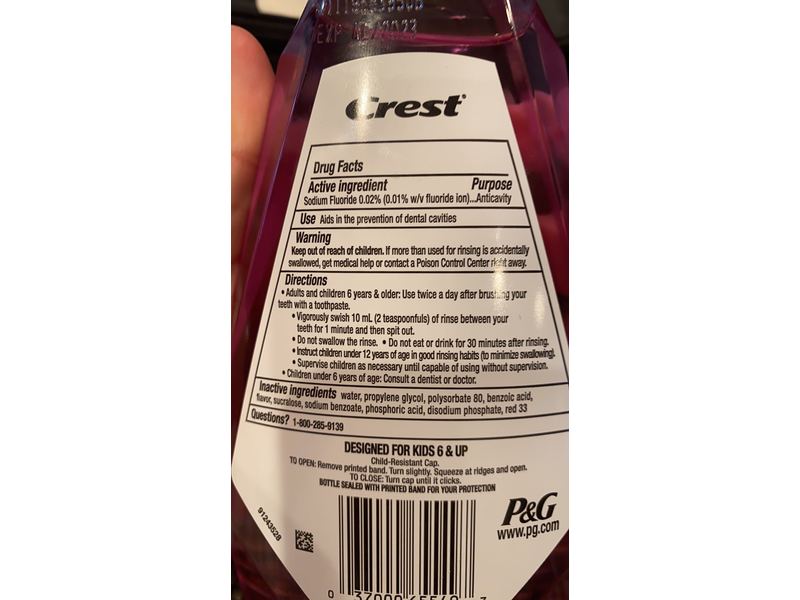 Crest
Drug Facts
Active ingredient Purpose
Sodium Fluoride 0.02% (0.01% w/v fluoride ion)...Anticavity
Use Aids in the prevention of dental cavities
Warning
Keep out of reach of children. If more than used for rinsing is accidentally
swallowed, get medical help or contact a Poison Control Center right away.
Directions
• Adults and children 6 years & older: Use twice a day after brushing your
teeth with a toothpaste.
• Vigorously swish 10 mL (2 teaspoonfuls) of rinse between your
teeth for 1 minute and then spit out.
• Do not swallow the rinse. • Do not eat or drink for 30 minutes after rinsing.
• Instruct children under 12 years of age in good rinsing habits (to minimize swallowing).
• Supervise children as necessary until capable of using without supervision.
• Children under 6 years of age: Consult a dentist or doctor.
Inactive ingredients water, propylene glycol, polysorbate 80, benzoic acid,
flavor, sucralose, sodium benzoate, phosphoric acid, disodium phosphate, red 33
Questions? 1-800-285-9139
DESIGNED FOR KIDS 6 & UP
Child-Resistant Cap.
TO OPEN: Remove printed band. Turn slightly. Squeeze at ridges and open.
TO CLOSE: Turn cap until it clicks.
BOTTLE SEALED WITH PRINTED BAND FOR YOUR PROTECTION
91243528
P&G
www.pg.com
0 37000 45540 7